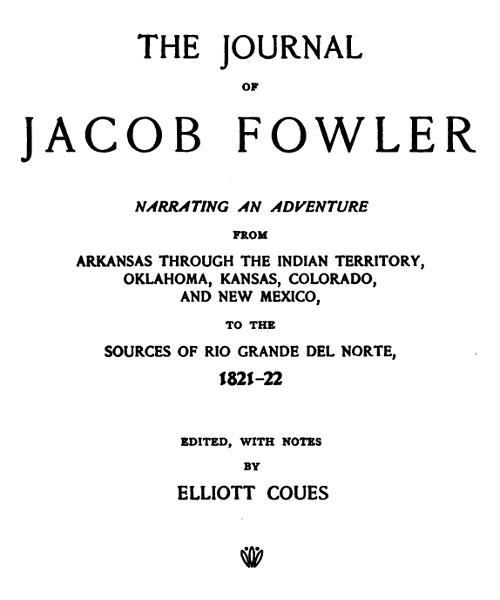 THE JOURNAL
OF
JACOB FOWLER
NARRATING AN ADVENTURE
FROM
ARKANSAS THROUGH THE INDIAN TERRITORY,
OKLAHOMA, KANSAS, COLORADO,
AND NEW MEXICO,
TO THE
SOURCES OF RIO GRANDE DEL NORTE,
1821-22
EDITED, WITH NOTES
BY
ELLIOTT COUES